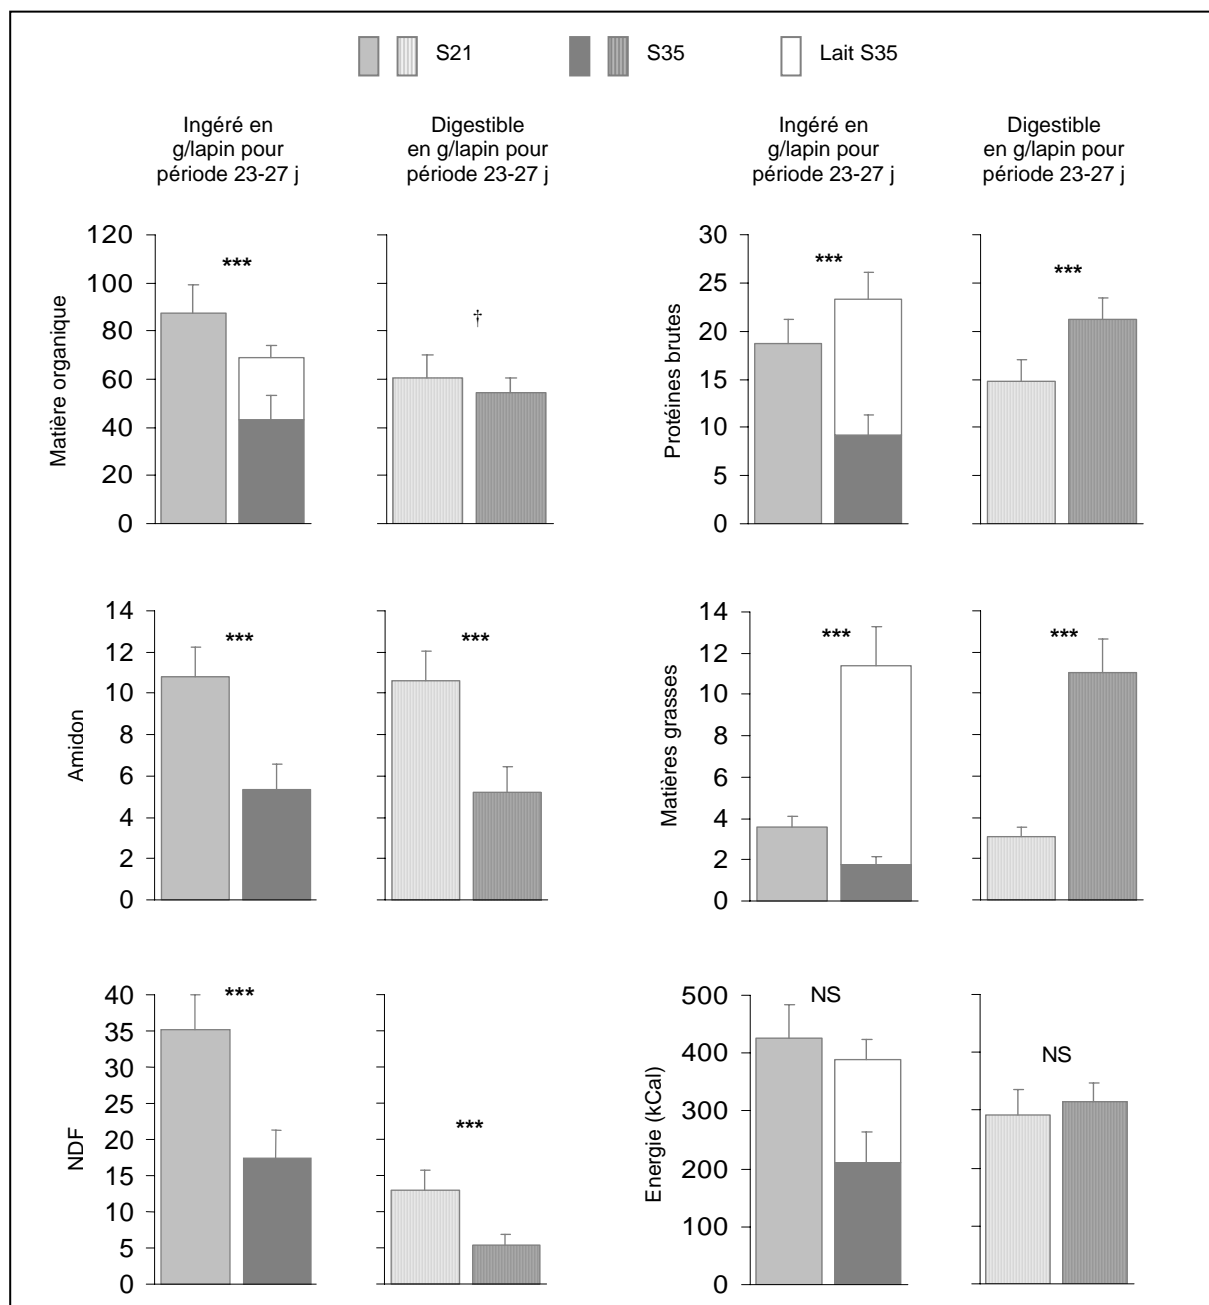 S21
S35
Lait S35
Ingéré en
g/lapin pour
période 23-27 j
Digestible
en g/lapin pour
période 23-27 j
Ingéré en
g/lapin pour
période 23-27 j
Digestible
en g/lapin pour
période 23-27 j
Matière organique
120
100
80
60
40
20
0
***
†
Protéines brutes
30
25
20
15
10
5
0
***
***
Amidon
14
12
10
8
6
4
2
0
***
***
Matières grasses
14
12
10
8
6
4
2
0
***
***
NDF
40
35
30
25
20
15
10
5
0
***
***
Energie (kCal)
500
400
300
200
100
0
NS
NS